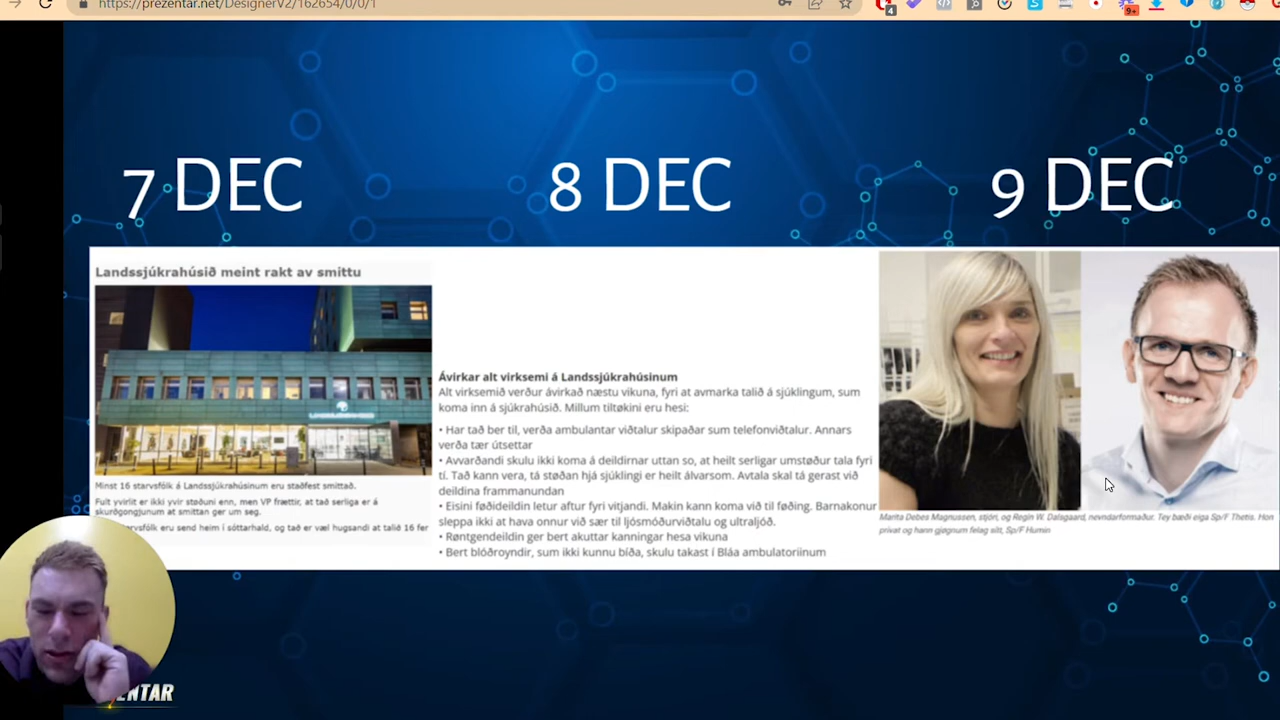 https://prezentar.net/DesignerV2/162654/0/0/1
4
9+
7 DEC
8 DEC
9 DEC
Landssjúkrahúsið meint rakt av smittu
LANDSSJÚKRAHÚSIÐ
Minst 16 starvsfólk á Landssjúkrahúsinum eru staðfest smittað.
Fult yvirlit er ikki yvir støðuni enn, men VP frættir, at tað serliga er á
skurðgongjunum at smittan ger um seg.
starvsfólk eru send heim í sóttarhald, og tað er væl hugsandi at talið 16 fer
Ávirkar alt virksemi á Landssjúkrahúsinum
Alt virksemið verður ávirkað næstu vikuna, fyri at avmarka talið á sjúklingum, sum
koma inn á sjúkrahúsið. Millum tiltøkini eru hesi:
• Har tað ber til, verða ambulantar viðtalur skipaðar sum telefonviðtalur. Annars
verða tær útsettar
• Avvarðandi skulu ikki koma á deildirnar uttan so, at heilt serligar umstøður tala fyri
tí. Tað kann vera, tá støðan hjá sjúklingi er heilt álvarsom. Avtala skal tá gerast við
deildina frammanundan
• Eisini føðideildin letur aftur fyri vitjandi. Makin kann koma við til føðing. Barnakonur
sleppa ikki at hava onnur við sær til ljósmóðurviðtalu og ultraljóð.
• Røntgendeildin ger bert akuttar kanningar hesa vikuna
• Bert blóðroyndir, sum ikki kunnu bíða, skulu takast í Bláa ambulatoriinum
Marita Debes Magnussen, stjóri, og Regin W. Dalsgaard, nevndarformaður. Tey bæði eiga Sp/F Thetis. Hon
privat og hann gjøgnum felag sítt, Sp/F Humin
ENTAR